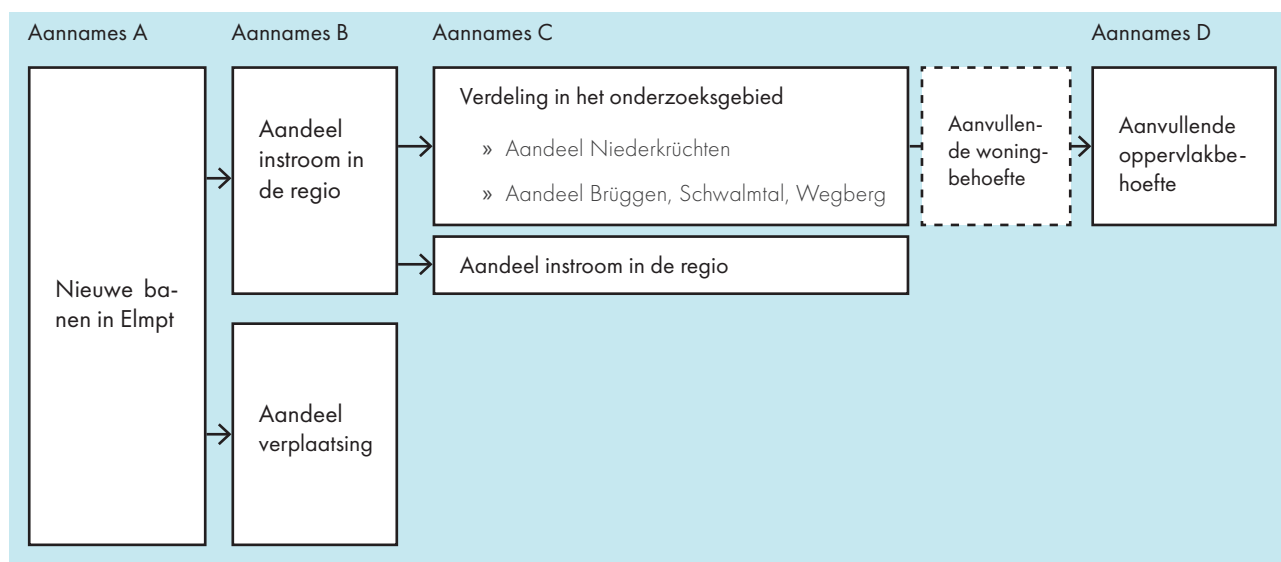 Aannames A
Aannames B
Aannames C
Aannames D
Nieuwe ba-
nen in Elmpt
Aandeel
instroom in
de regio
Aandeel
verplaatsing
Verdeling in het onderzoeksgebied
» Aandeel Niederkrüchten
» Aandeel Brüggen, Schwalmtal, Wegberg
Aandeel instroom in de regio
Aanvullen-
de woning-
behoefte
Aanvullende
oppervlakbe-
hoefte